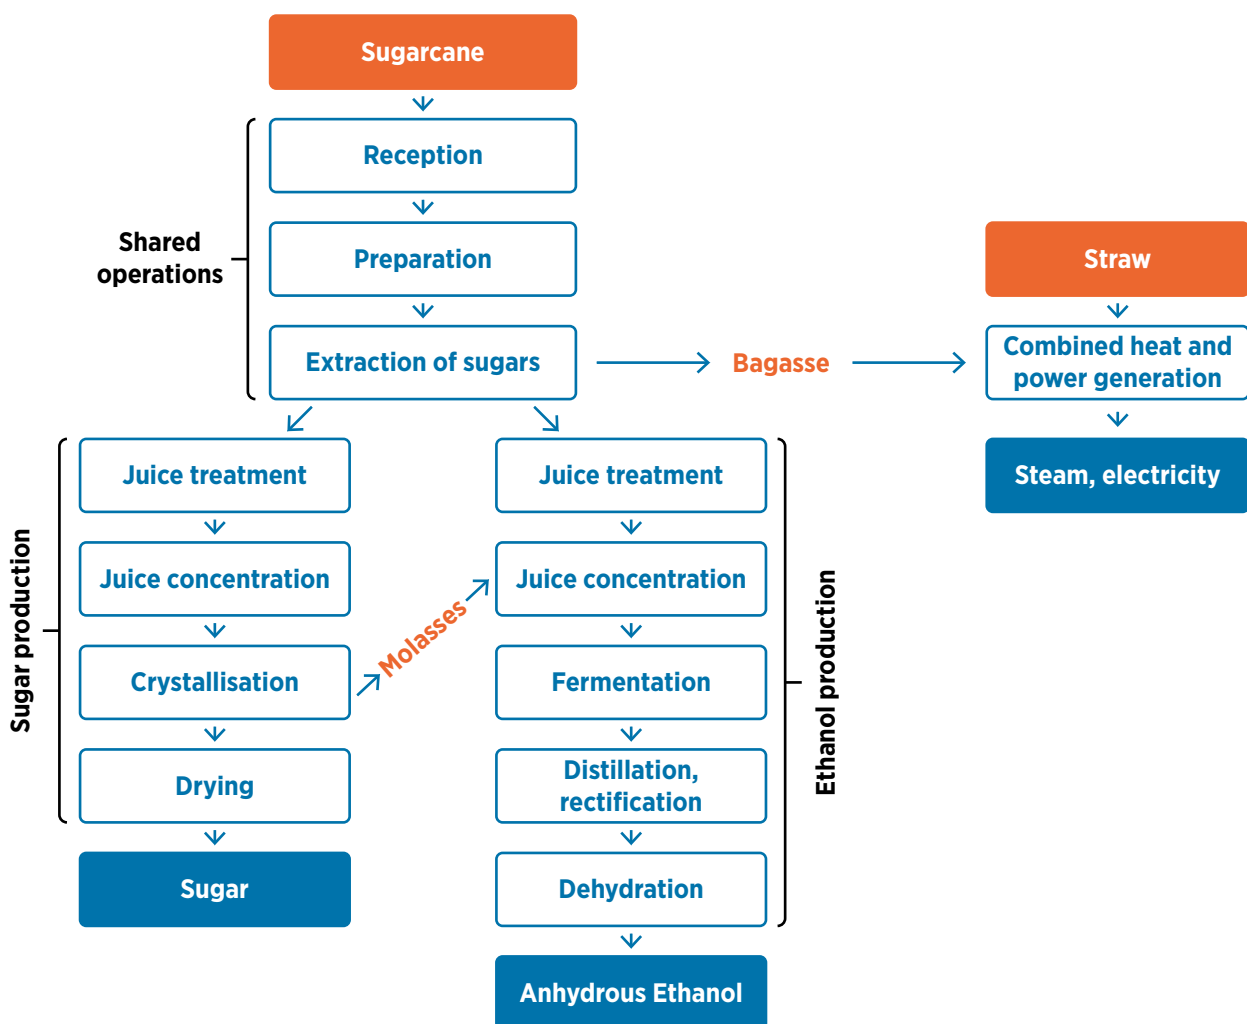 Sugarcane
Reception
Preparation
Extraction of sugars
Shared
operations
Bagasse
Straw
Combined heat and
power generation
Steam, electricity
Sugar production
Juice treatment
Juice concentration
Crystallisation
Drying
Sugar
Molasses
Juice treatment
Juice concentration
Fermentation
Distillation,
rectification
Dehydration
Anhydrous Ethanol
Ethanol production